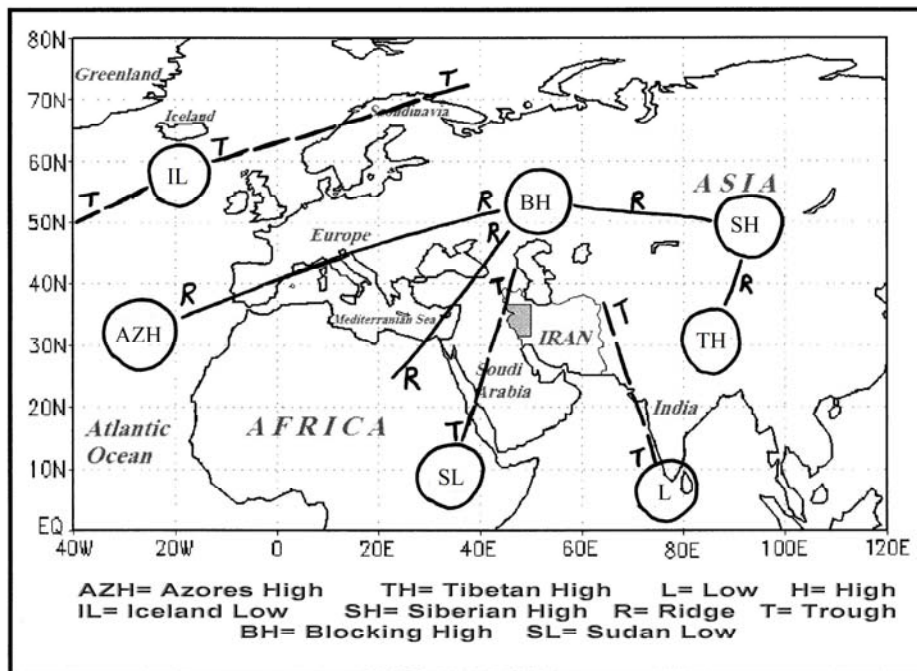 80N
Greenland
T
70N
Iceland
T
Scandinavia
60N
IL
T
ASIA
BH
R
R
SH
50N
R
Europe
R
40N
T
R
R
T
AZH
Mediterranean Sea
IRAN
TH
30N
R
Saudi
Arabia
20N
AFRICA
T
India
Atlantic
Ocean
T
10N
SL
L
EQ
40W 20W 0 20E 40E 60E 80E 100E 120E
AZH= Azores High TH= Tibetan High L= Low H= High
IL= Iceland Low SH= Siberian High R= Ridge T= Trough
BH= Blocking High SL= Sudan Low